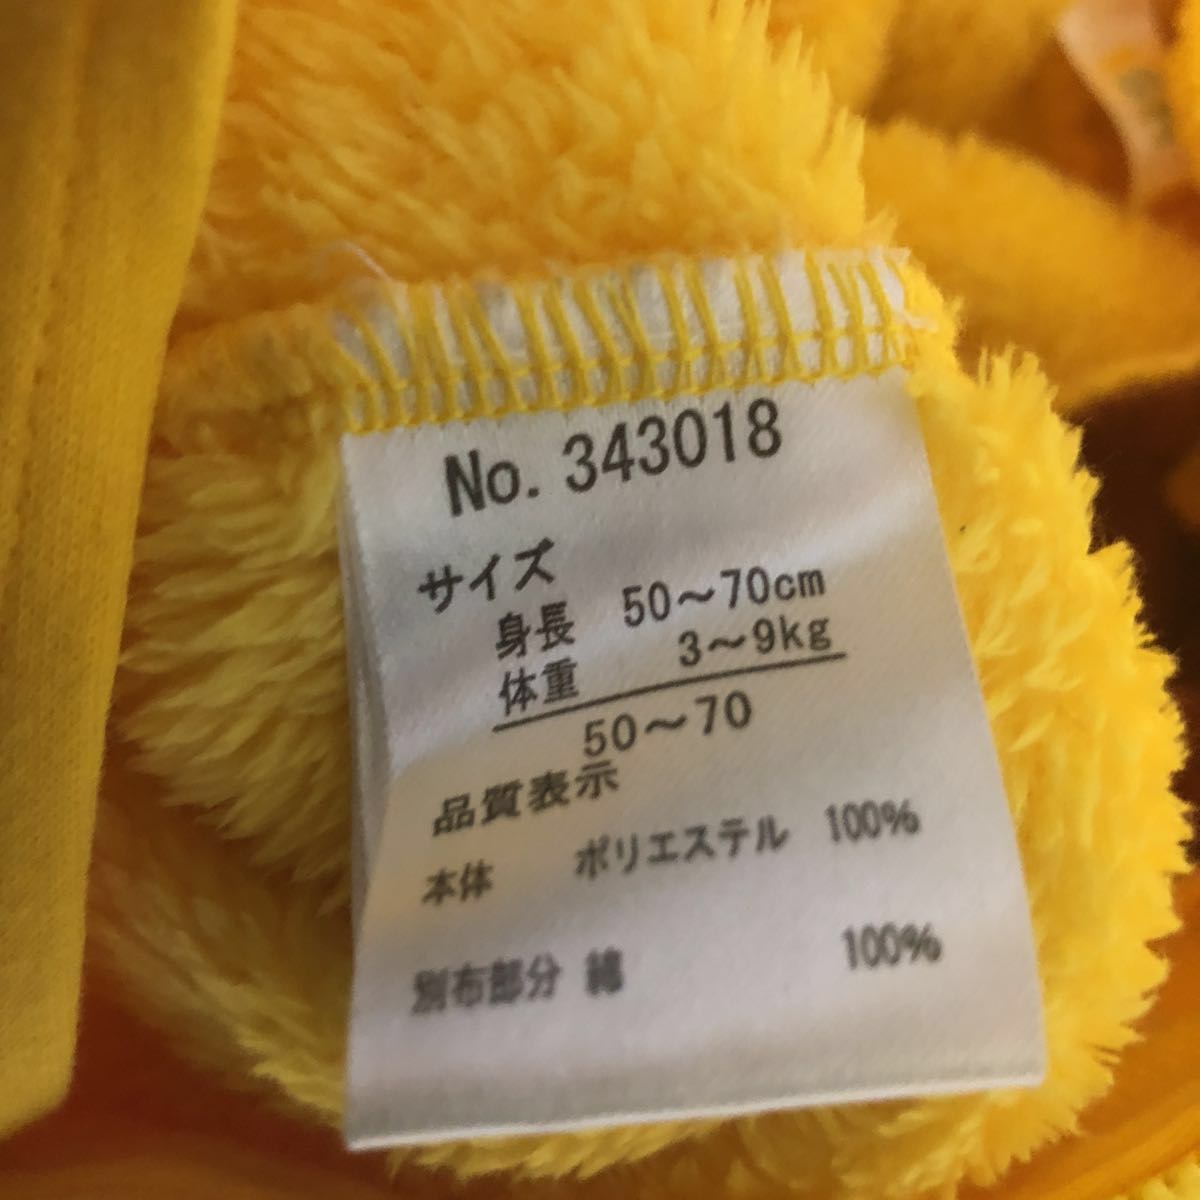 No. 343018
サイズ
身長 50～70cm
体重 3～9kg
50～70
品質表示
本体 ポリエステル 100%
別布部分 綿 100%